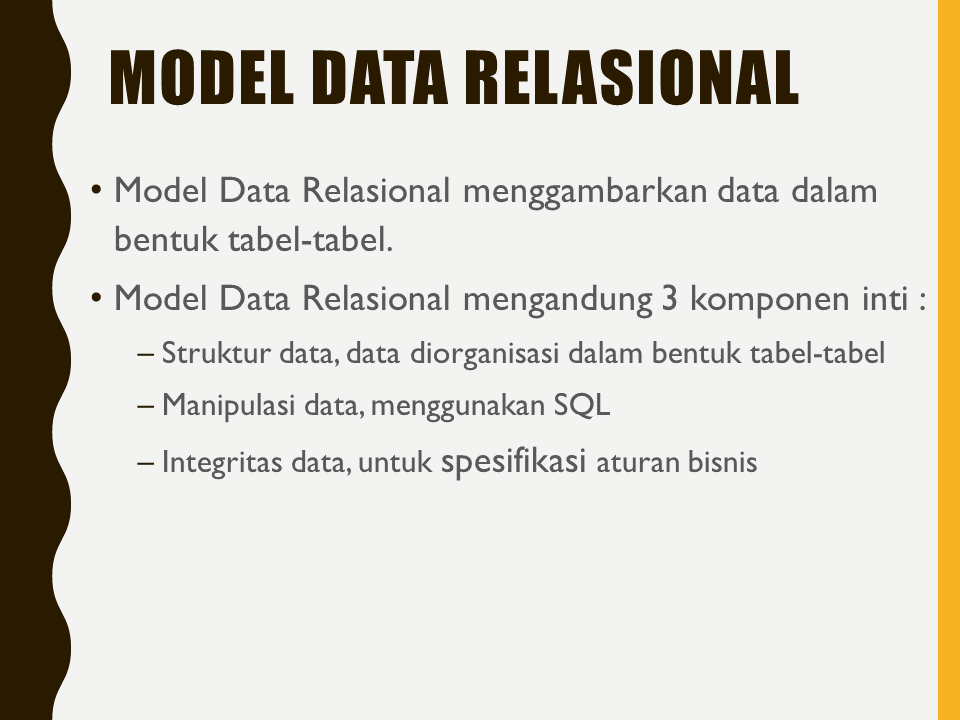 MODEL DATA RELASIONAL
• Model Data Relasional menggambarkan data dalam
bentuk tabel-tabel.
• Model Data Relasional mengandung 3 komponen inti :
– Struktur data, data diorganisasi dalam bentuk tabel-tabel
– Manipulasi data, menggunakan SQL
– Integritas data, untuk spesifikasi aturan bisnis